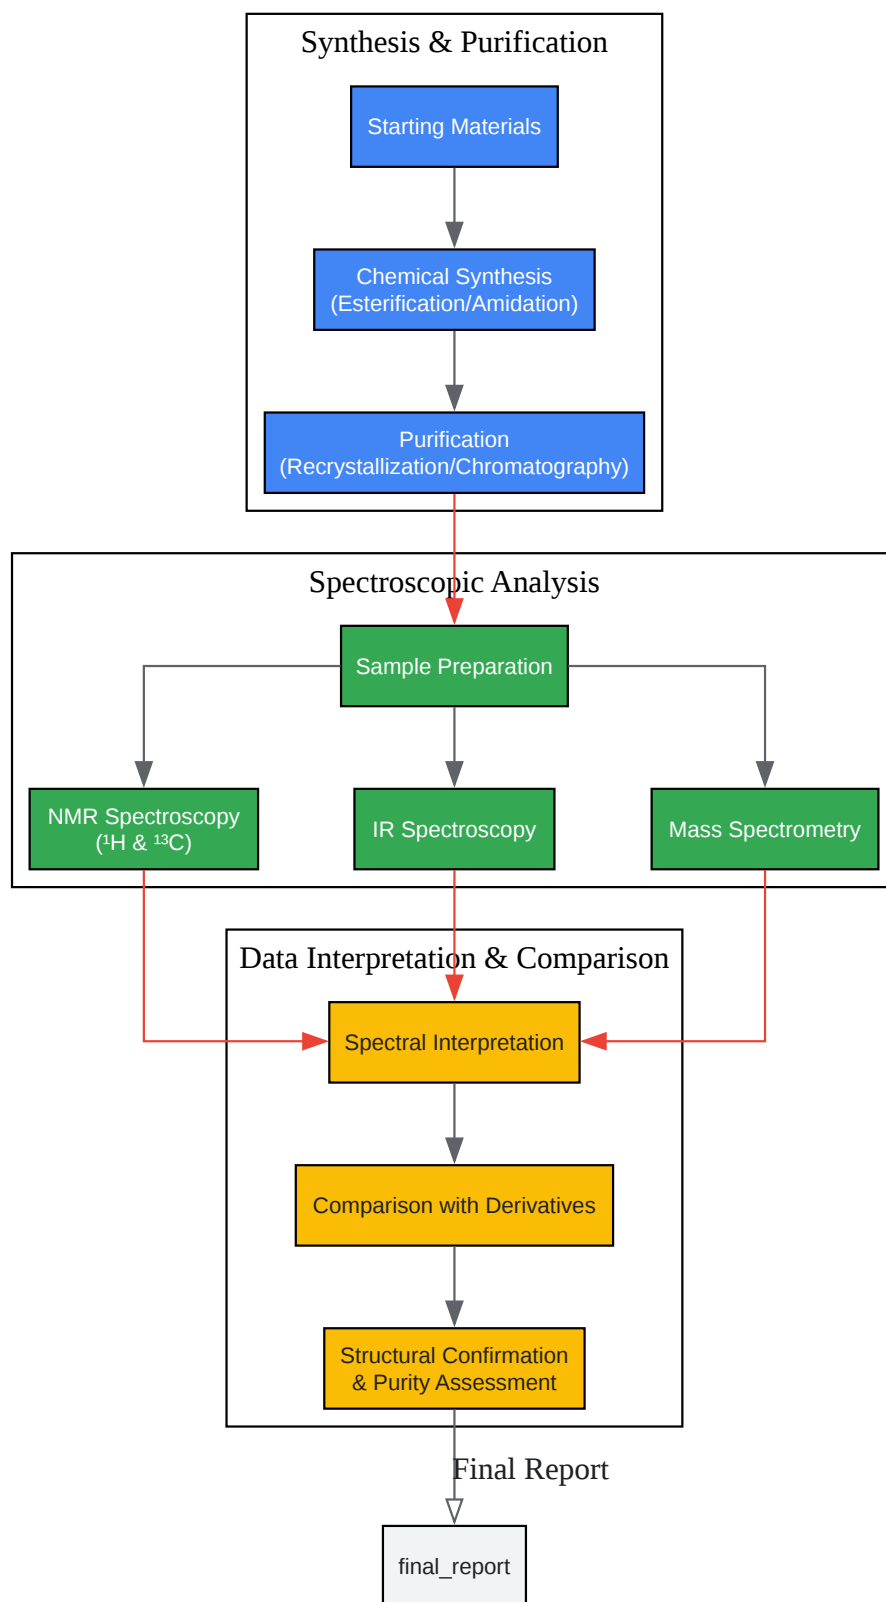 Synthesis & Purification
Starting Materials
Chemical Synthesis
(Esterification/Amidation)
Purification
(Recrystallization/Chromatography)
Spectroscopic Analysis
Sample Preparation
NMR Spectroscopy
(¹H & ¹³C)
IR Spectroscopy
Mass Spectrometry
Data Interpretation & Comparison
Spectral Interpretation
Comparison with Derivatives
Structural Confirmation
& Purity Assessment
Final Report
final_report